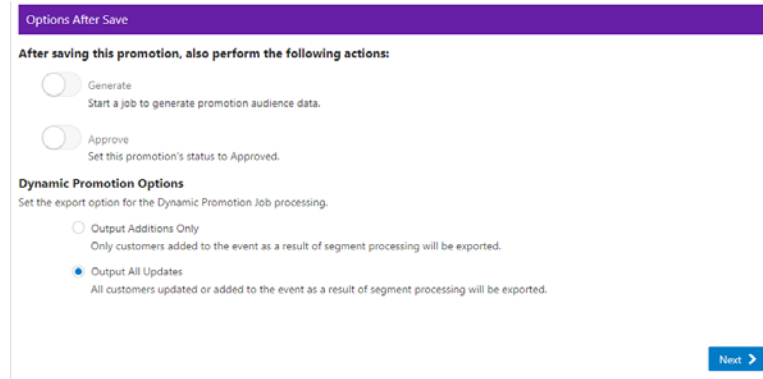 Options After Save
After saving this promotion, also perform the following actions:
Generate
Start a job to generate promotion audience data.
Approve
Set this promotion's status to Approved.
Dynamic Promotion Options
Set the export option for the Dynamic Promotion Job processing.
Output Additions Only
Only customers added to the event as a result of segment processing will be exported.
Output All Updates
All customers updated or added to the event as a result of segment processing will be exported.
Next